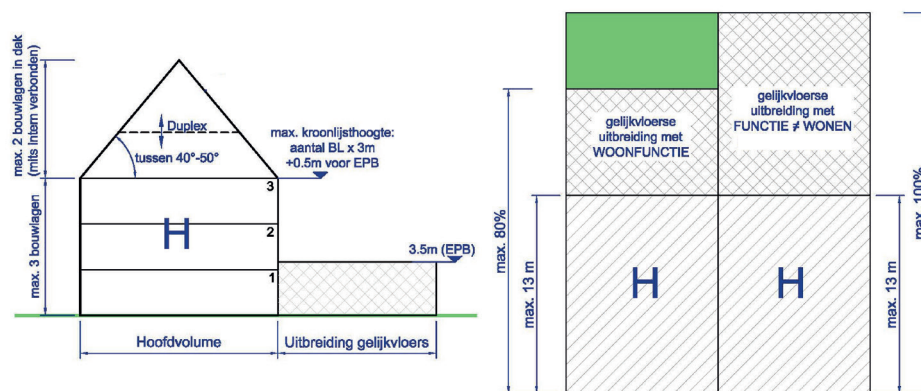 max. 2 bouwlagen in dak
(mits intern verbonden)
Duplex
tussen 40°-50°
max. kroonlijsthoogte:
aantal BL x 3m
+0.5m voor EPB
max. 3 bouwlagen
3
H
2
1
3.5m (EPB)
Hoofdvolume
Uitbreiding gelijkvloers
gelijkvloerse
uitbreiding met
WOONFUNCTIE
gelijkvloerse
uitbreiding met
FUNCTIE ≠ WONEN
max. 80%
max. 13 m
H
H
max. 13 m
max. 100%